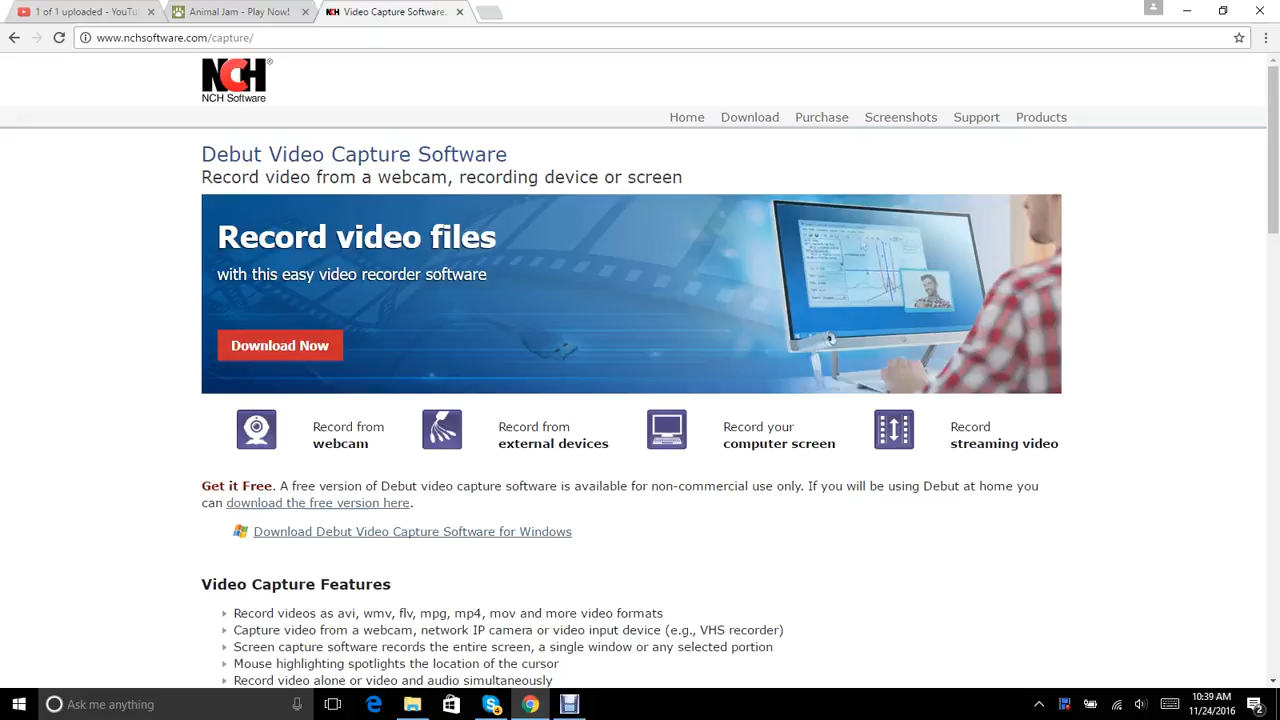 1 of 1 uploaded - YouTu
Animal Jam - Play Now!
Video Capture Software.
www.nchsoftware.com/capture/
NCH®
NCH Software
Home Download Purchase Screenshots Support Products
Debut Video Capture Software
Record video from a webcam, recording device or screen
Record video files
with this easy video recorder software
Download Now
Record from
webcam
Record from
external devices
Record your
computer screen
Record
streaming video
Get it Free. A free version of Debut video capture software is available for non-commercial use only. If you will be using Debut at home you
can download the free version here.
Download Debut Video Capture Software for Windows
Video Capture Features
Record videos as avi, wmv, flv, mpg, mp4, mov and more video formats
Capture video from a webcam, network IP camera or video input device (e.g., VHS recorder)
Screen capture software records the entire screen, a single window or any selected portion
Mouse highlighting spotlights the location of the cursor
Record video alone or video and audio simultaneously
Ask me anything
10:39 AM
11/24/2016